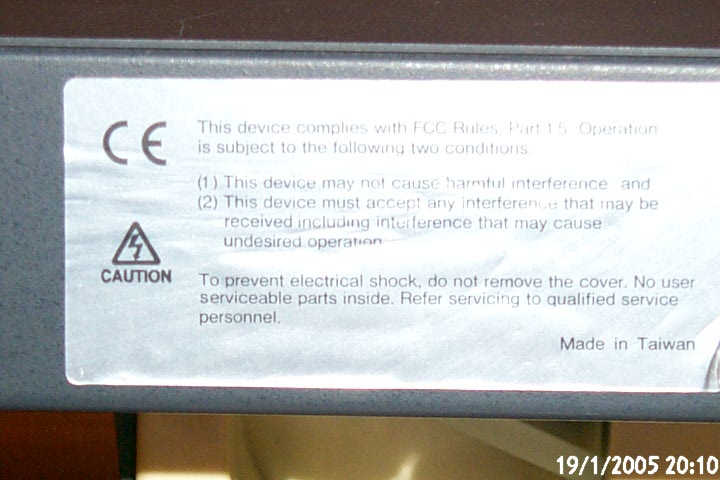 CE
This device complies with FCC Rules, Part 15. Operation
is subject to the following two conditions:
(1) This device may not cause harmful interference and
(2) This device must accept any interference that may be
received including interference that may cause
undesired operation
CAUTION
To prevent electrical shock, do not remove the cover. No user
serviceable parts inside. Refer servicing to qualified service
personnel.
Made in Taiwan
19/1/2005 20:10